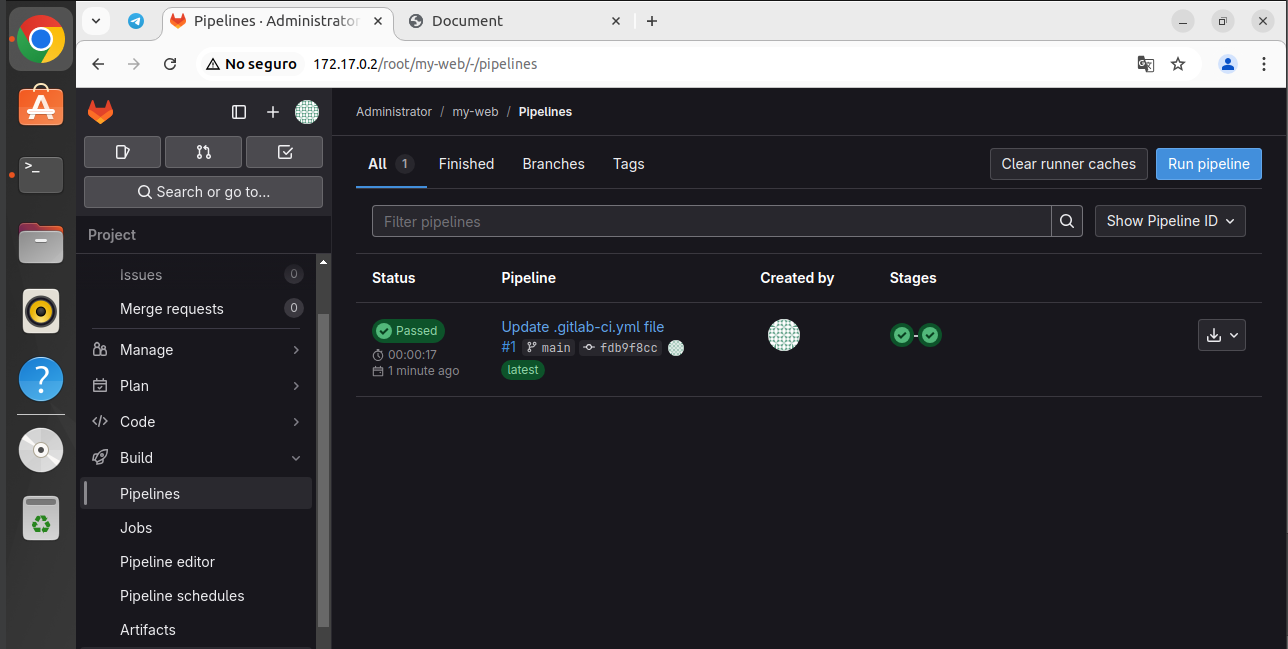 Pipelines · Administrator
Document
No seguro
172.17.0.2/root/my-web/-/pipelines
Administrator / my-web / Pipelines
All 1
Finished
Branches
Tags
Clear runner caches
Run pipeline
Search or go to...
Filter pipelines
Show Pipeline ID
Project
Issues 0
Merge requests 0
Manage
Plan
Code
Build
Pipelines
Jobs
Pipeline editor
Pipeline schedules
Artifacts
Status
Pipeline
Created by
Stages
Passed
00:00:17
1 minute ago
Update .gitlab-ci.yml file
#1 main fdb9f8cc
latest